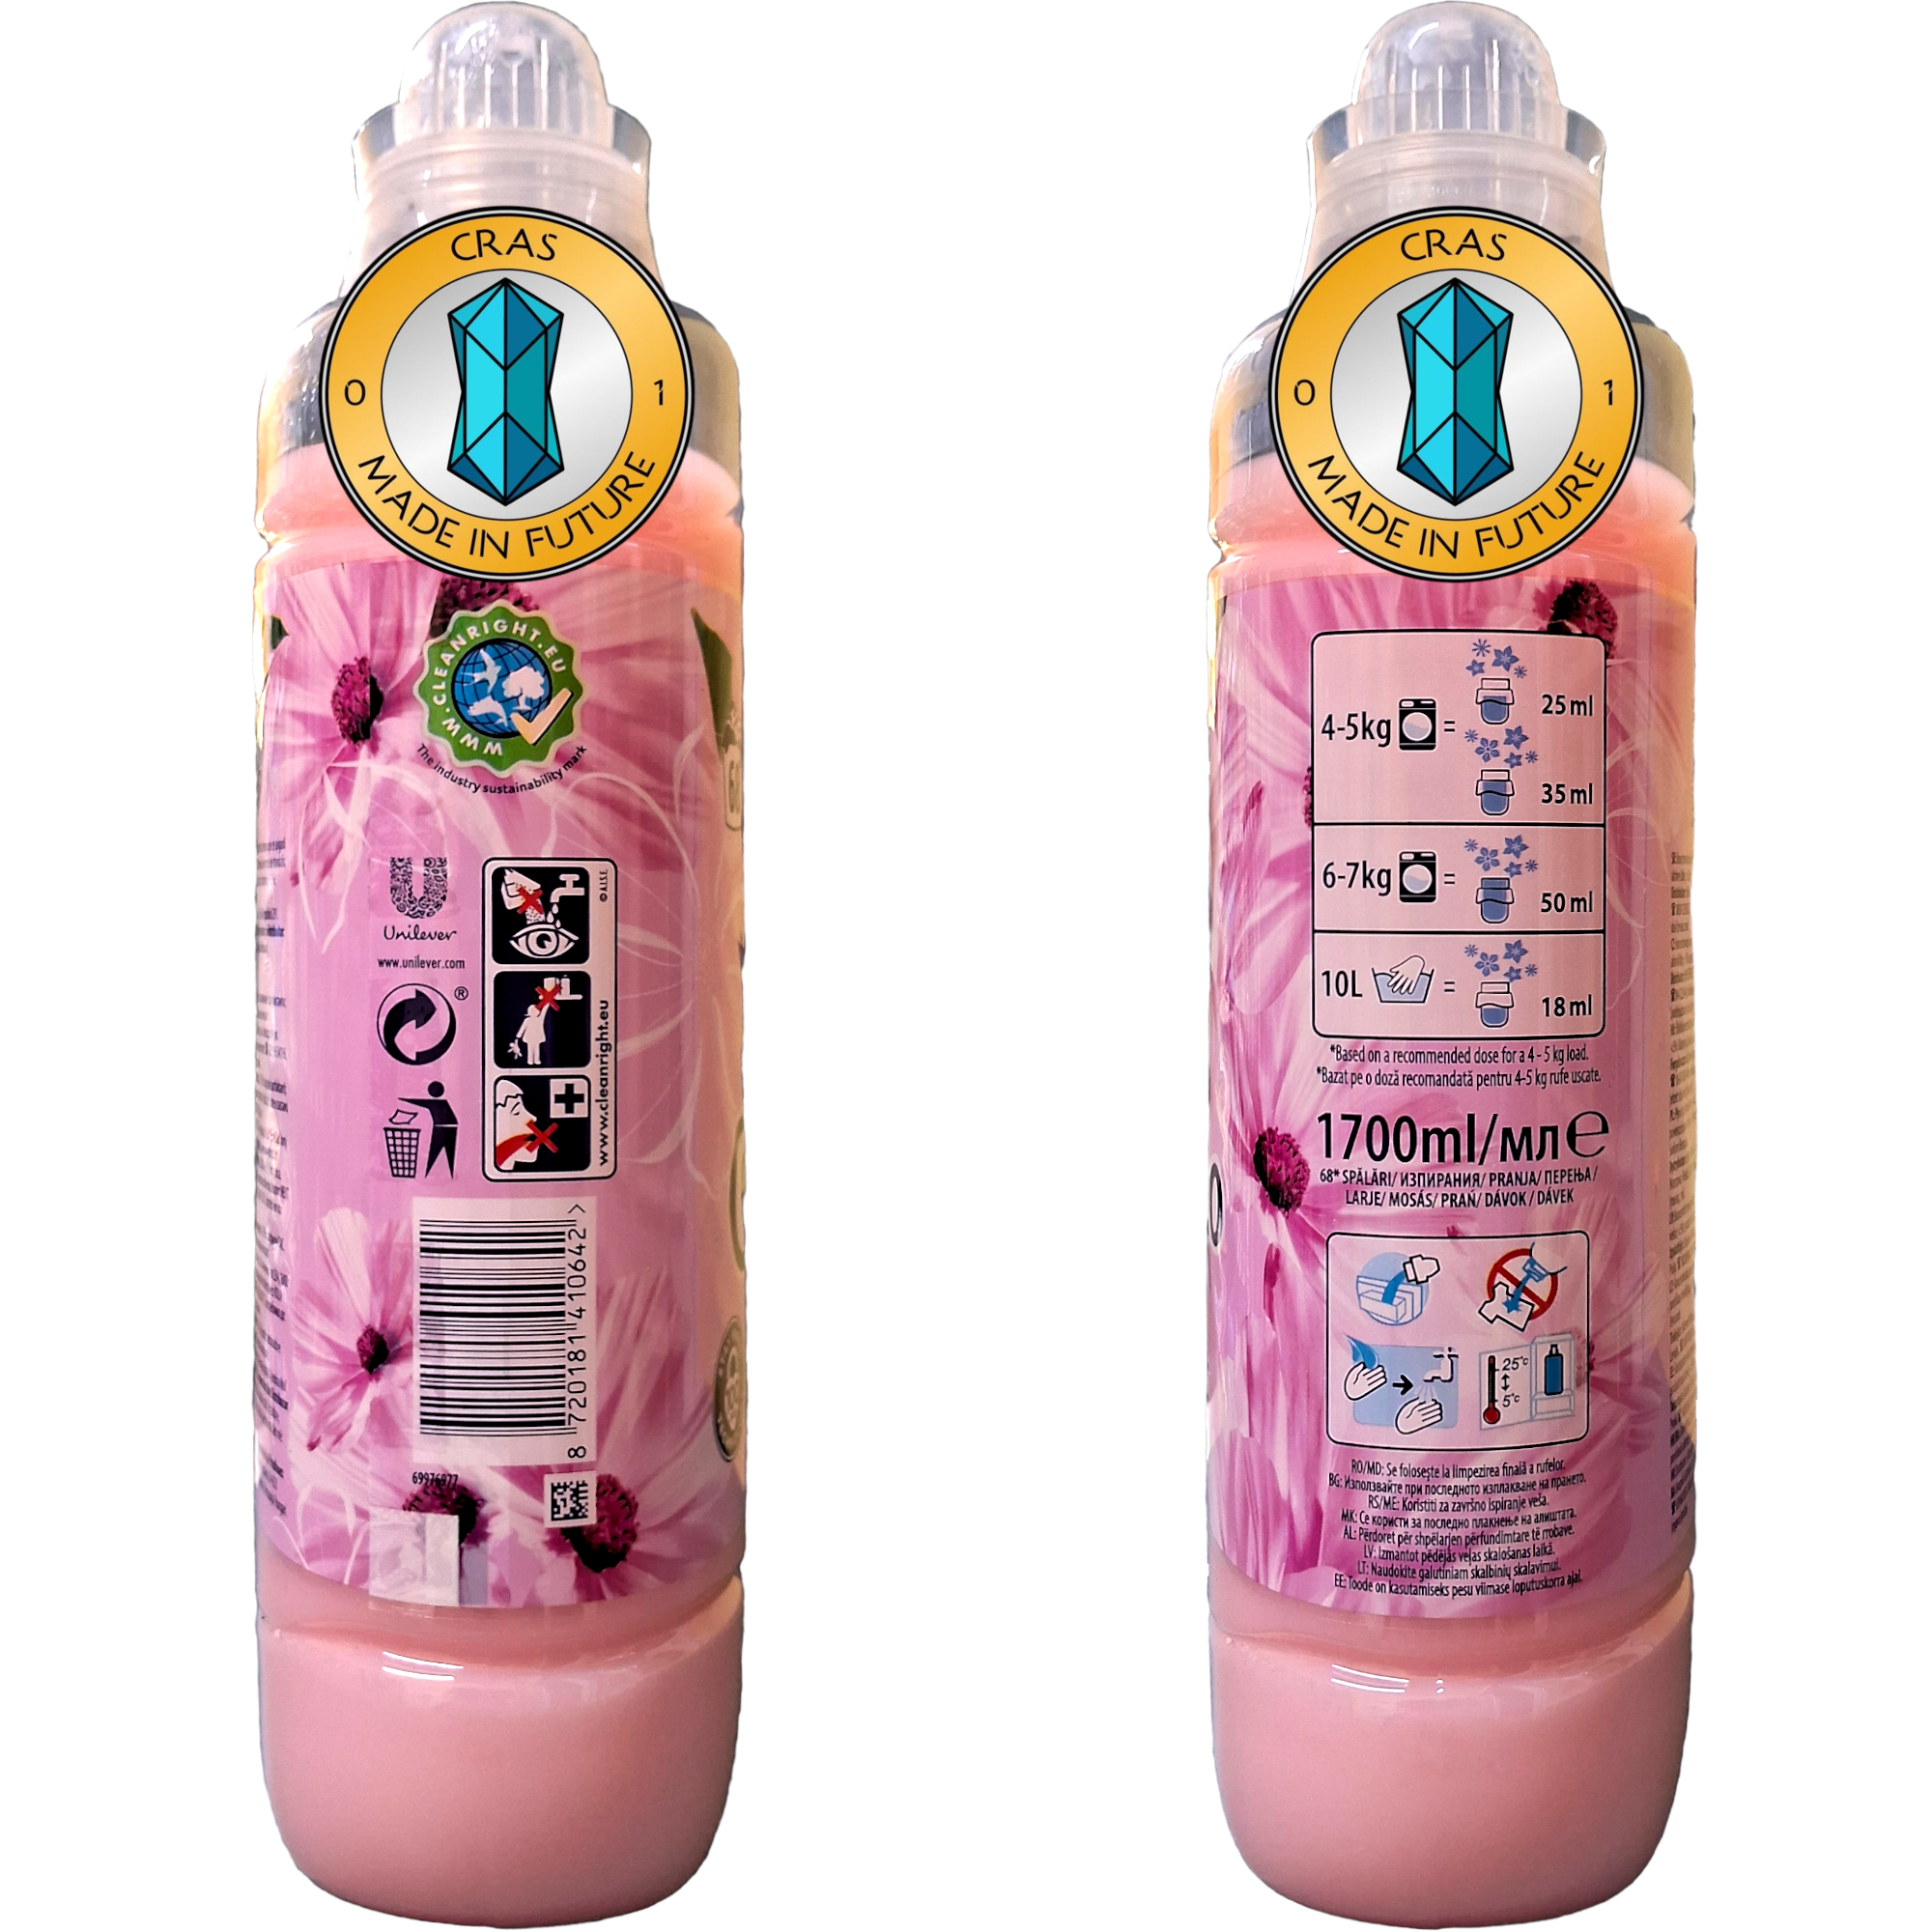 CRAS
0 1
MADE IN FUTURE
WWW.CLEANRIGHT.EU
The industry sustainability mark
Unilever
www.unilever.com
®
© A.I.S.E.
www.cleanright.eu
8 720181 410642 >
69976977
CRAS
0 1
MADE IN FUTURE
4-5kg = 25 ml
35 ml
6-7kg = 50 ml
10L = 18 ml
*Based on a recommended dose for a 4 - 5 kg load.
*Bazat pe o doză recomandată pentru 4-5 kg rufe uscate.
1700ml/мл℮
68* SPĂLĂRI/ ИЗПИРАНИЯ/ PRANJA/ ПЕРЕЊА/
LARJE/ MOSÁS/ PRAŃ/ DÁVOK / DÁVEK
25°c
5°c
RO/MD: Se folosește la limpezirea finală a rufelor.
BG: Използвайте при последното изплакване на прането.
RS/ME: Koristiti za završno ispiranje veša.
MK: Се користи за последно плакнење на алиштата.
AL: Përdoret për shpëlarjen përfundimtare të rrobave.
LV: Izmantot pēdējās veļas skalošanas laikā.
LT: Naudokite galutiniam skalbinių skalavimui.
EE: Toode on kasutamiseks pesu viimase loputuskorra ajal.